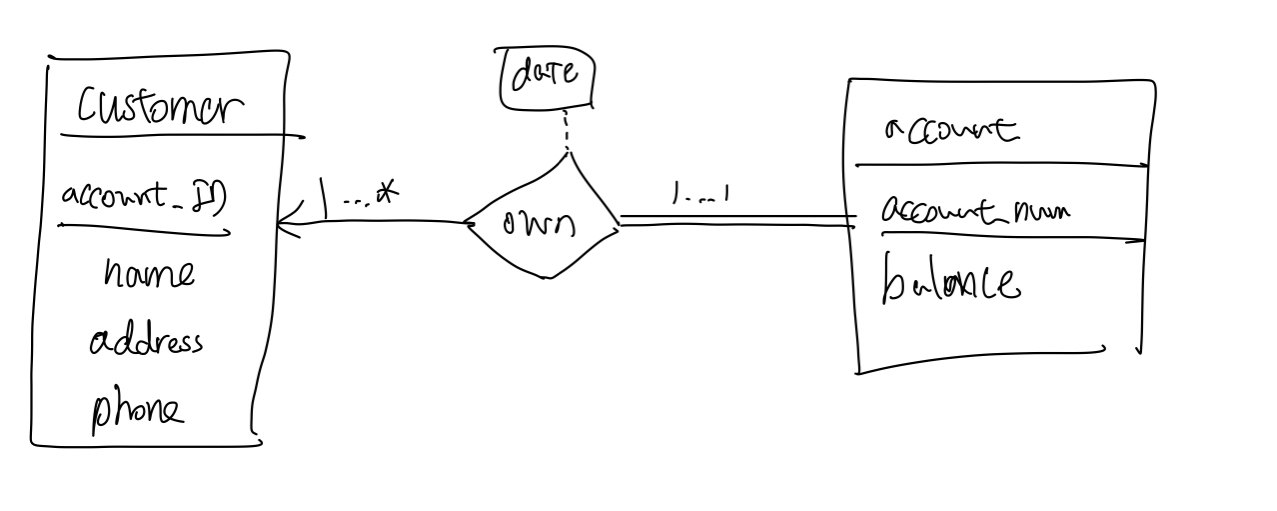 Customer
account_ID
name
address
phone
1...*
date
own
1...1
account
account_num
balance